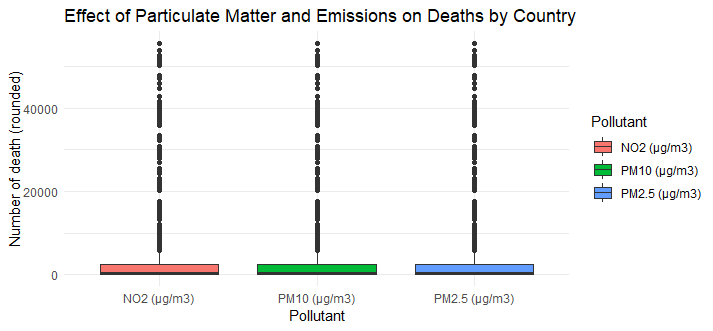 Effect of Particulate Matter and Emissions on Deaths by Country
Number of death (rounded)
40000
20000
0
NO2 (µg/m3)
PM10 (µg/m3)
PM2.5 (µg/m3)
Pollutant
Pollutant
NO2 (µg/m3)
PM10 (µg/m3)
PM2.5 (µg/m3)